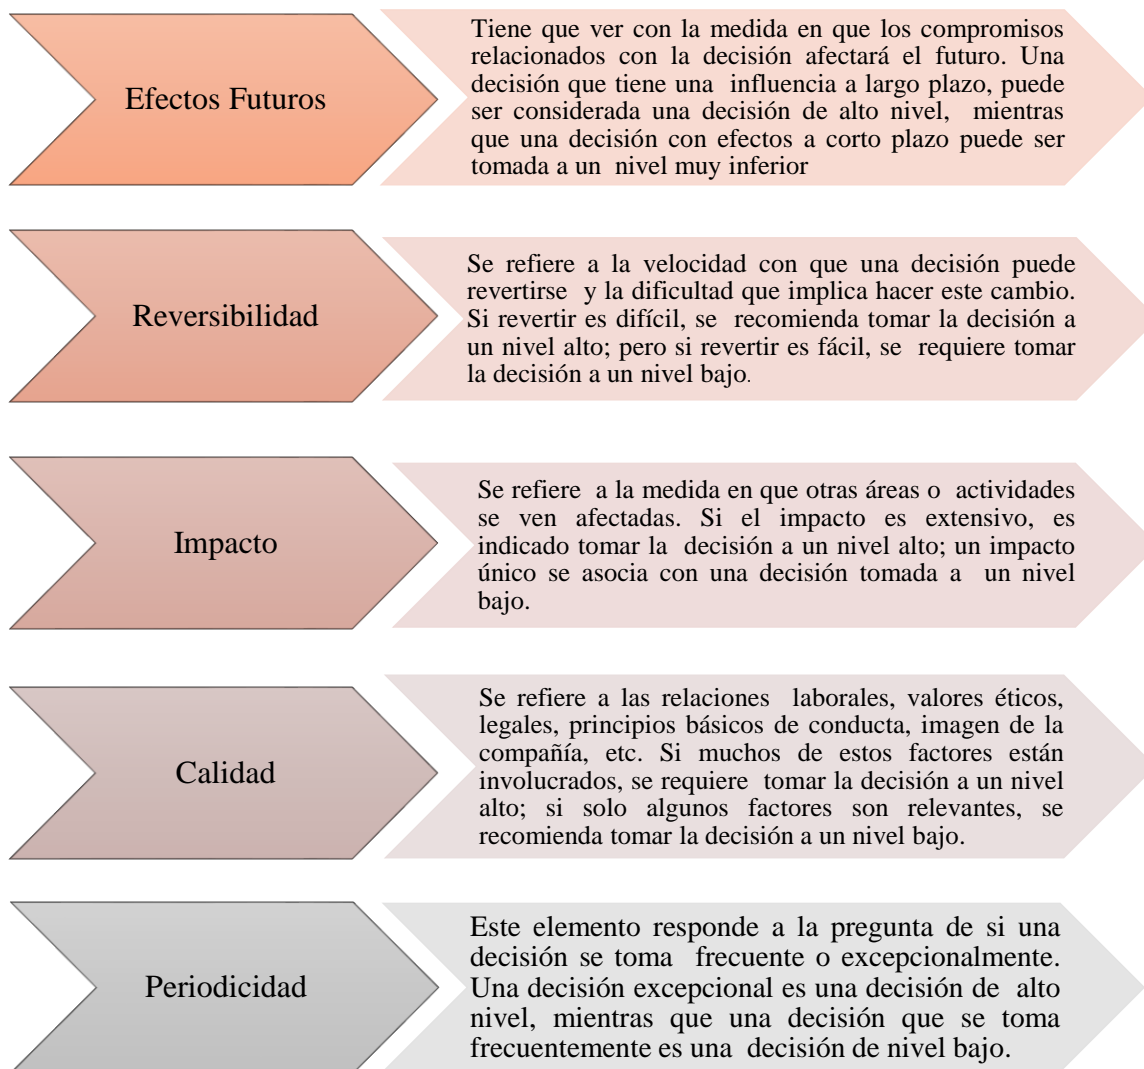 Efectos Futuros
Tiene que ver con la medida en que los compromisos
relacionados con la decisión afectará el futuro. Una
decisión que tiene una influencia a largo plazo, puede
ser considerada una decisión de alto nivel, mientras
que una decisión con efectos a corto plazo puede ser
tomada a un nivel muy inferior
Reversibilidad
Se refiere a la velocidad con que una decisión puede
revertirse y la dificultad que implica hacer este cambio.
Si revertir es difícil, se recomienda tomar la decisión a
un nivel alto; pero si revertir es fácil, se requiere tomar
la decisión a un nivel bajo.
Impacto
Se refiere a la medida en que otras áreas o actividades
se ven afectadas. Si el impacto es extensivo, es
indicado tomar la decisión a un nivel alto; un impacto
único se asocia con una decisión tomada a un nivel
bajo.
Calidad
Se refiere a las relaciones laborales, valores éticos,
legales, principios básicos de conducta, imagen de la
compañía, etc. Si muchos de estos factores están
involucrados, se requiere tomar la decisión a un nivel
alto; si solo algunos factores son relevantes, se
recomienda tomar la decisión a un nivel bajo.
Periodicidad
Este elemento responde a la pregunta de si una
decisión se toma frecuente o excepcionalmente.
Una decisión excepcional es una decisión de alto
nivel, mientras que una decisión que se toma
frecuentemente es una decisión de nivel bajo.